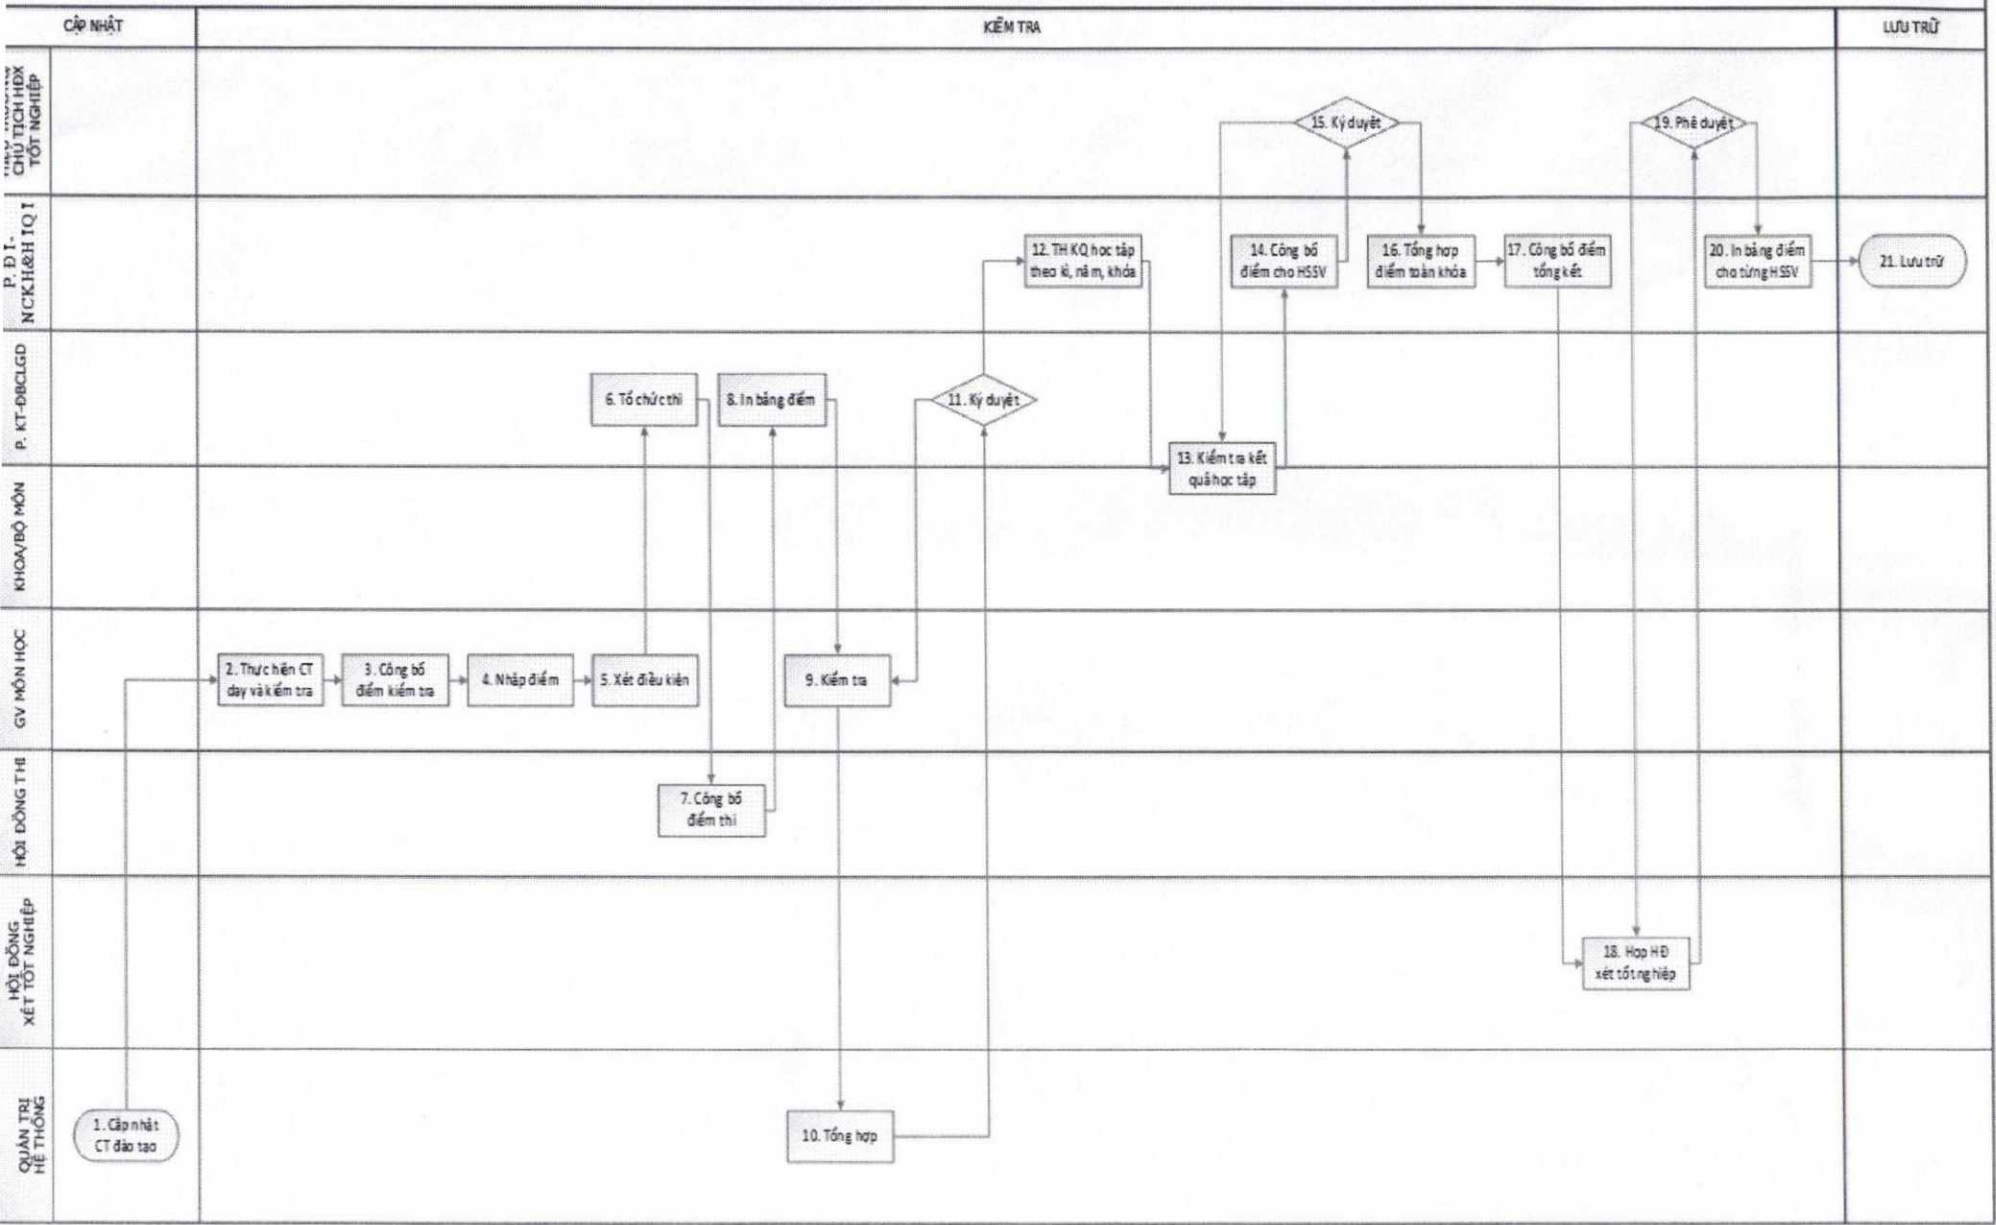 CẬP NHẬT
KIỂM TRA
LƯU TRỮ
CHỦ TỊCH HĐX
TỐT NGHIỆP
15. Ký duyệt
19. Phê duyệt
P. Đ
NCKH&H
12. TH KQ học tập
theo kì, năm, khóa
14. Công bố
điểm cho HSSV
16. Tổng hợp
điểm toàn khóa
17. Công bố điểm
tổng kết
20. In bảng điểm
cho từng HSSV
21. Lưu trữ
P. KT-ĐBCLGD
6. Tổ chức thi
8. In bảng điểm
11. Ký duyệt
13. Kiểm tra kết
quả học tập
KHOA/BỘ MÔN
GV MÔN HỌC
2. Thực hiện CT
dạy và kiểm tra
3. Công bố
điểm kiểm tra
4. Nhập điểm
5. Xét điều kiện
9. Kiểm tra
HỘI ĐỒNG THI
7. Công bố
điểm thi
HỘI ĐỒNG
XÉT TỐT NGHIỆP
18. Họp HĐ
xét tốt nghiệp
QUẢN TRỊ
HỆ THỐNG
1. Cập nhật
CT đào tạo
10. Tổng hợp